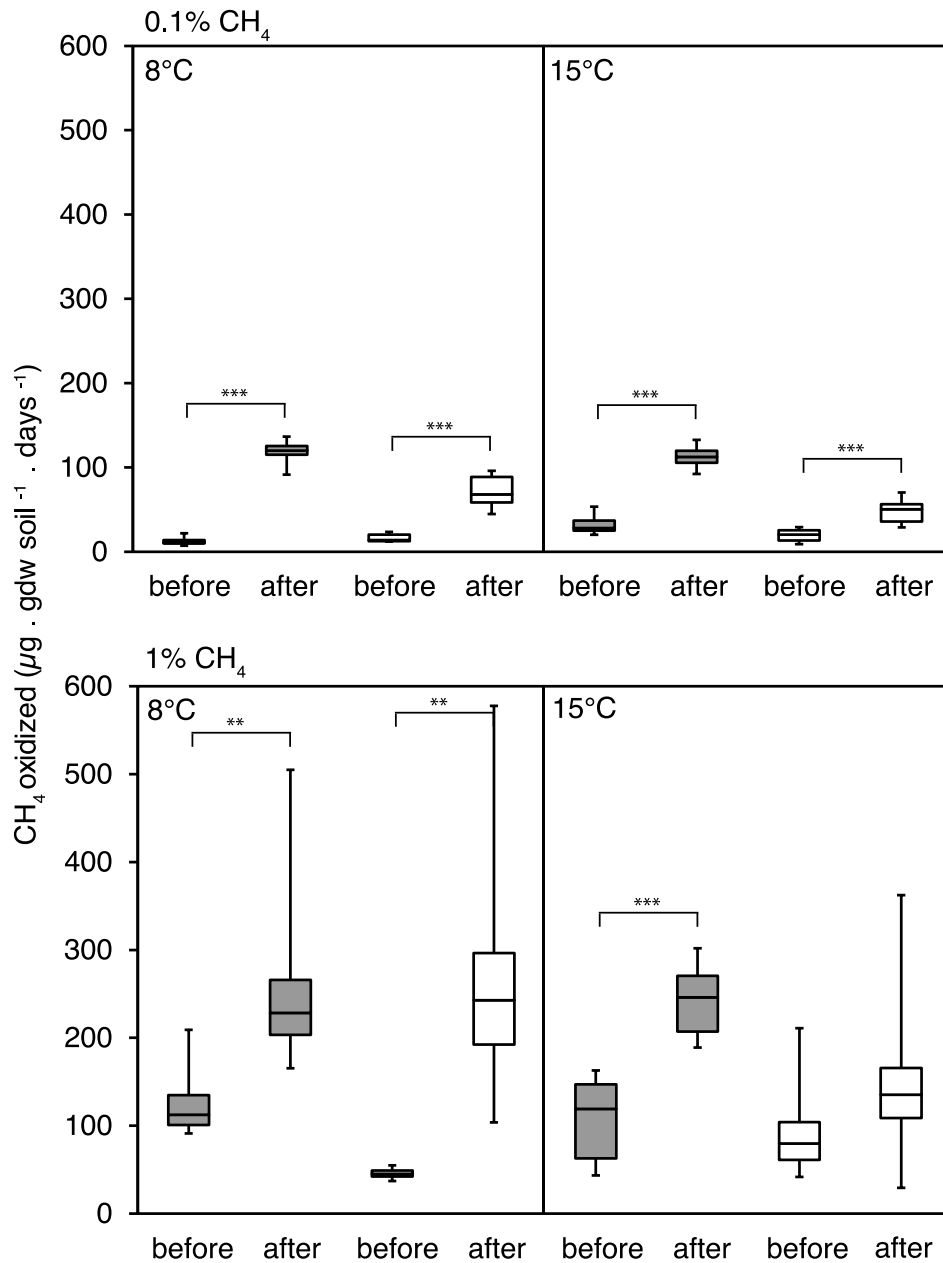 0.1% CH₄
8°C 15°C
600
500
400
300
200
100
0
*** *** *** ***
before after before after before after before after
CH₄ oxidized (µg . gdw soil ⁻¹ . days ⁻¹)
1% CH₄
8°C 15°C
600
500
400
300
200
100
0
** ** ***
before after before after before after before after